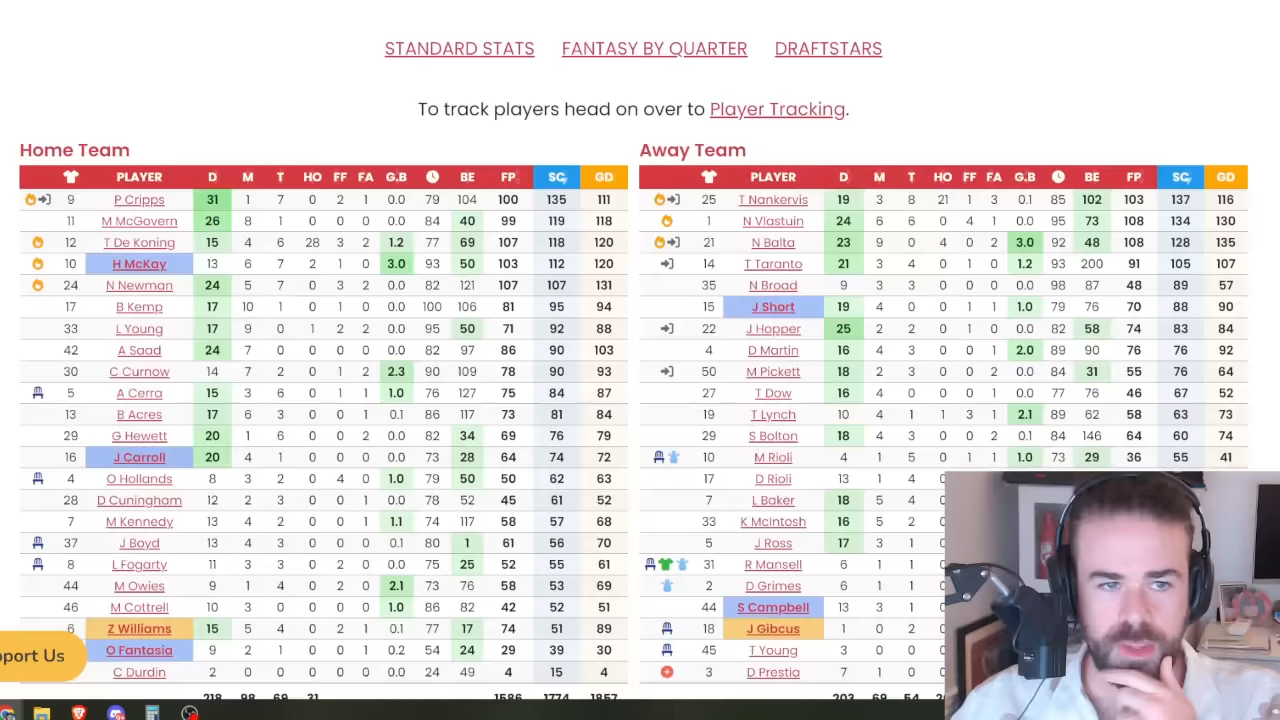 STANDARD STATS FANTASY BY QUARTER DRAFTSTARS
To track players head on over to Player Tracking.
Home Team
PLAYER D M T HO FF FA G.B BE FP SC GD
9 P Cripps 31 1 7 0 2 1 0.0 79 104 100 135 111
11 M McGovern 26 8 1 0 0 0 0.0 84 40 99 119 118
12 T De Koning 15 4 6 28 3 2 1.2 77 69 107 118 120
10 H McKay 13 6 7 2 1 0 3.0 93 50 103 112 120
24 N Newman 24 5 7 0 3 0 0.0 82 121 107 107 131
17 B Kemp 17 10 1 0 1 0 0.0 100 106 81 95 94
33 L Young 17 9 0 1 2 2 0.0 95 50 71 92 88
42 A Saad 24 7 0 0 0 0 0.0 82 97 86 90 103
30 C Curnow 14 7 2 0 1 2 2.3 90 109 78 90 93
5 A Cerra 15 3 6 0 1 1 1.0 76 127 75 84 87
13 B Acres 17 6 3 0 0 1 0.1 86 117 73 81 84
29 G Hewett 20 1 6 0 0 2 0.0 82 34 69 76 79
16 J Carroll 20 4 1 0 0 0 0.0 73 28 64 74 72
4 O Hollands 8 3 2 0 0 4 1.0 79 50 50 62 63
28 D Cuningham 12 2 3 0 0 1 0.0 78 52 45 61 52
7 M Kennedy 13 4 2 0 0 1 1.1 74 117 58 57 68
37 J Boyd 13 4 3 0 0 0 0.1 80 1 61 56 70
8 L Fogarty 11 3 3 0 2 0 0.0 75 25 52 55 61
44 M Owies 9 1 4 0 2 0 2.1 73 76 58 53 69
46 M Cottrell 10 3 0 0 0 0 1.0 86 82 42 52 51
6 Z Williams 15 5 4 0 2 1 0.1 77 17 74 51 89
O Fantasia 9 2 1 0 0 1 0.2 54 24 29 39 30
C Durdin 2 0 0 0 0 0 0.0 24 49 4 15 4
218 98 69 31 1586 1774 1857
Away Team
PLAYER D M T HO FF FA G.B BE FP SC GD
25 T Nankervis 19 3 8 21 1 3 0.1 85 102 103 137 116
1 N Vlastuin 24 6 6 0 4 1 0.0 95 73 108 134 130
21 N Balta 23 9 0 4 0 2 3.0 92 48 108 128 135
14 T Taranto 21 3 4 0 0 0 1.2 93 200 91 105 107
35 N Broad 9 3 3 0 0 0 0.0 98 87 48 89 57
15 J Short 19 4 0 0 1 1 1.0 79 76 70 88 90
22 J Hopper 25 2 2 0 1 0 0.0 82 58 74 83 84
4 D Martin 16 4 3 0 0 1 2.0 89 90 76 76 92
50 M Pickett 18 2 3 0 0 2 0.0 84 31 55 76 64
27 T Dow 16 4 0 0 0 1 0.0 77 76 46 67 52
19 T Lynch 10 4 1 1 3 1 2.1 89 62 58 63 73
29 S Bolton 18 4 3 0 0 2 0.1 84 146 64 60 74
10 M Rioli 4 1 5 0 1 1 1.0 73 29 36 55 41
17 D Rioli 13 1 4
7 L Baker 18 5 4
33 K McIntosh 16 5 2
5 J Ross 17 3 1
31 R Mansell 6 1 1
2 D Grimes 6 1 1
44 S Campbell 13 3 1
18 J Gibcus 1 0 2
45 T Young 3 0 0
3 D Prestia 7 1 0
203 69 54
port Us